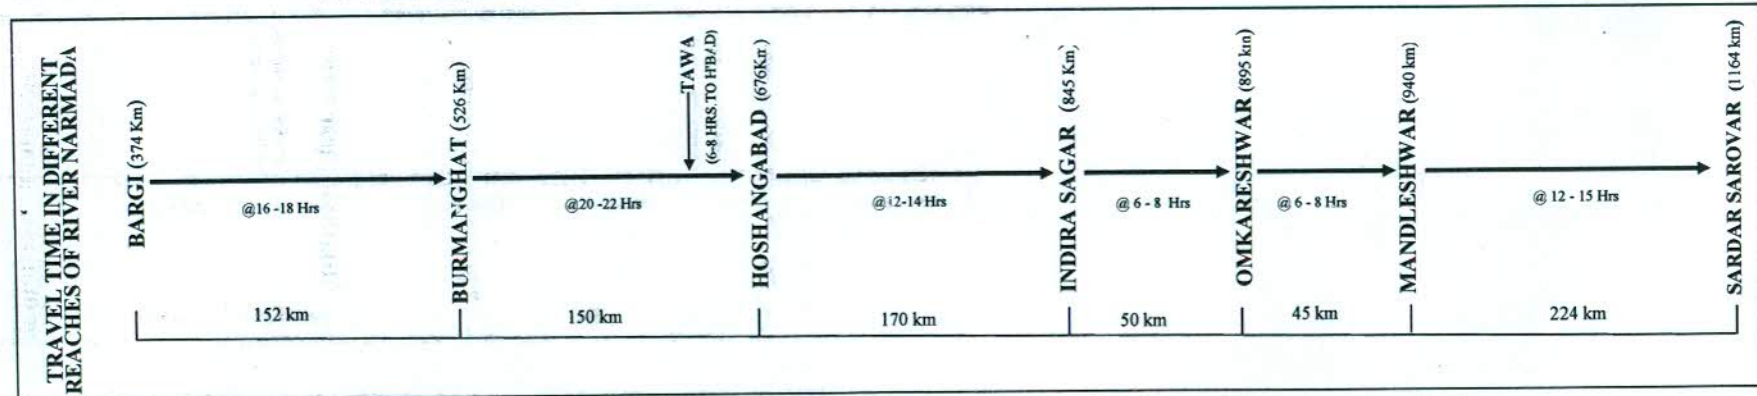 TRAVEL TIME IN DIFFERENT
REACHES OF RIVER NARMADA
BARGI (374 Km)
@16 -18 Hrs
BURMANGHAT (526 Km)
@20 -22 Hrs
TAWA
(6-8 HRS. TO H'BAD)
HOSHANGABAD (676Km)
@12-14 Hrs
INDIRA SAGAR (845 Km)
@ 6 - 8 Hrs
OMKARESHWAR (895 km)
@ 6 - 8 Hrs
MANDLESHWAR (940 km)
@ 12 - 15 Hrs
SARDAR SAROVAR (1164 km)
152 km
150 km
170 km
50 km
45 km
224 km